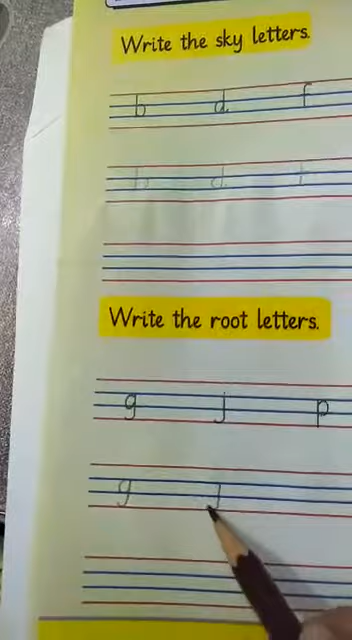 Write the sky letters.
b d f
h d t
Write the root letters.
g j p
g j